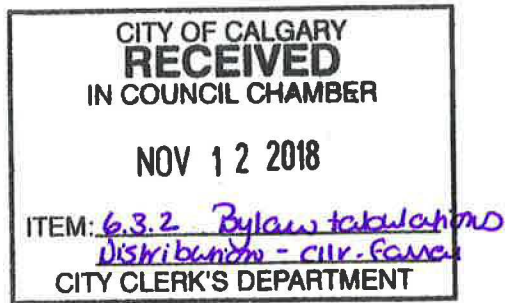 CITY OF CALGARY
RECEIVED
IN COUNCIL CHAMBER
NOV 12 2018
ITEM: 6.3.2 Bylaw tabulations
Distribution - Cllr. Farrell
CITY CLERK'S DEPARTMENT